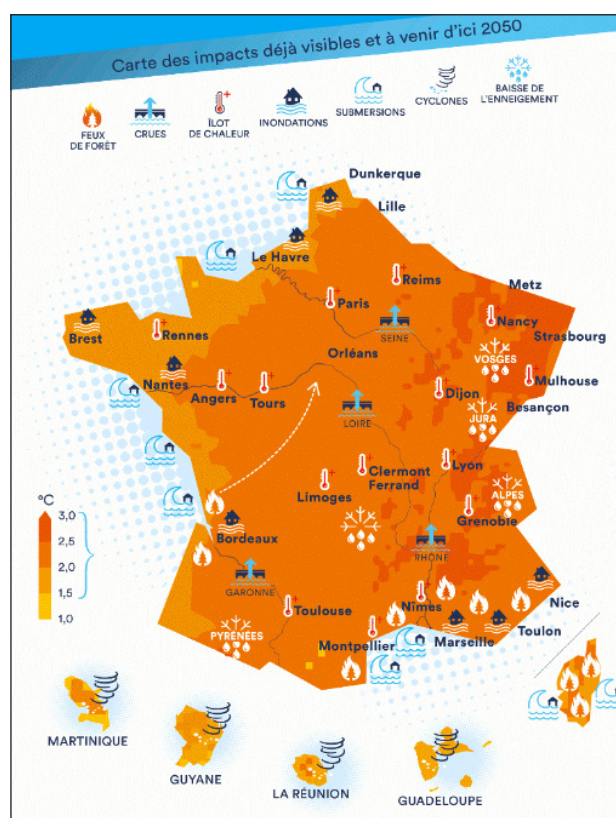 Carte des impacts déjà visibles et à venir d'ici 2050
FEUX
DE FORÊT
CRUES
ÎLOT
DE CHALEUR
INONDATIONS
SUBMERSIONS
CYCLONES
BAISSE DE
L'ENNEIGEMENT
Dunkerque
Lille
Le Havre
Reims
Metz
Paris
Nancy
Strasbourg
Brest
Rennes
SEINE
Orléans
VOSGES
Nantes
Angers
Tours
Dijon
Mulhouse
Besançon
LOIRE
JURA
Clermont
Ferrand
Lyon
Limoges
ALPES
Grenoble
°C
3,0
2,5
2,0
1,5
1,0
Bordeaux
RHÔNE
GARONNE
Toulouse
Nîmes
Nice
PYRÉNÉES
Montpellier
Marseille
Toulon
MARTINIQUE
GUYANE
LA RÉUNION
GUADELOUPE